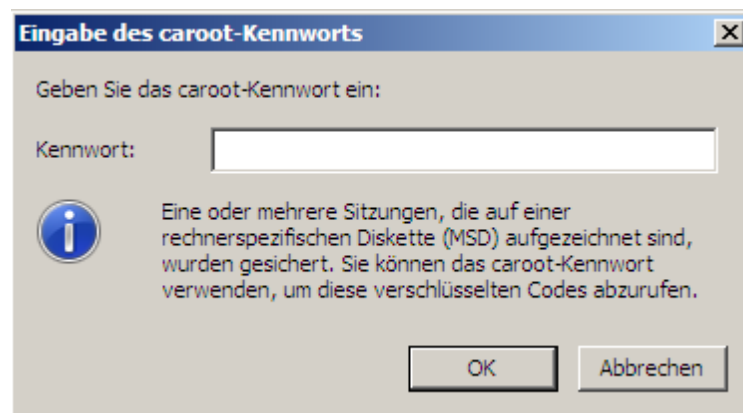 Eingabe des caroot-Kennworts
Geben Sie das caroot-Kennwort ein:
Kennwort:
Eine oder mehrere Sitzungen, die auf einer
rechnerspezifischen Diskette (MSD) aufgezeichnet sind,
wurden gesichert. Sie können das caroot-Kennwort
verwenden, um diese verschlüsselten Codes abzurufen.
OK
Abbrechen